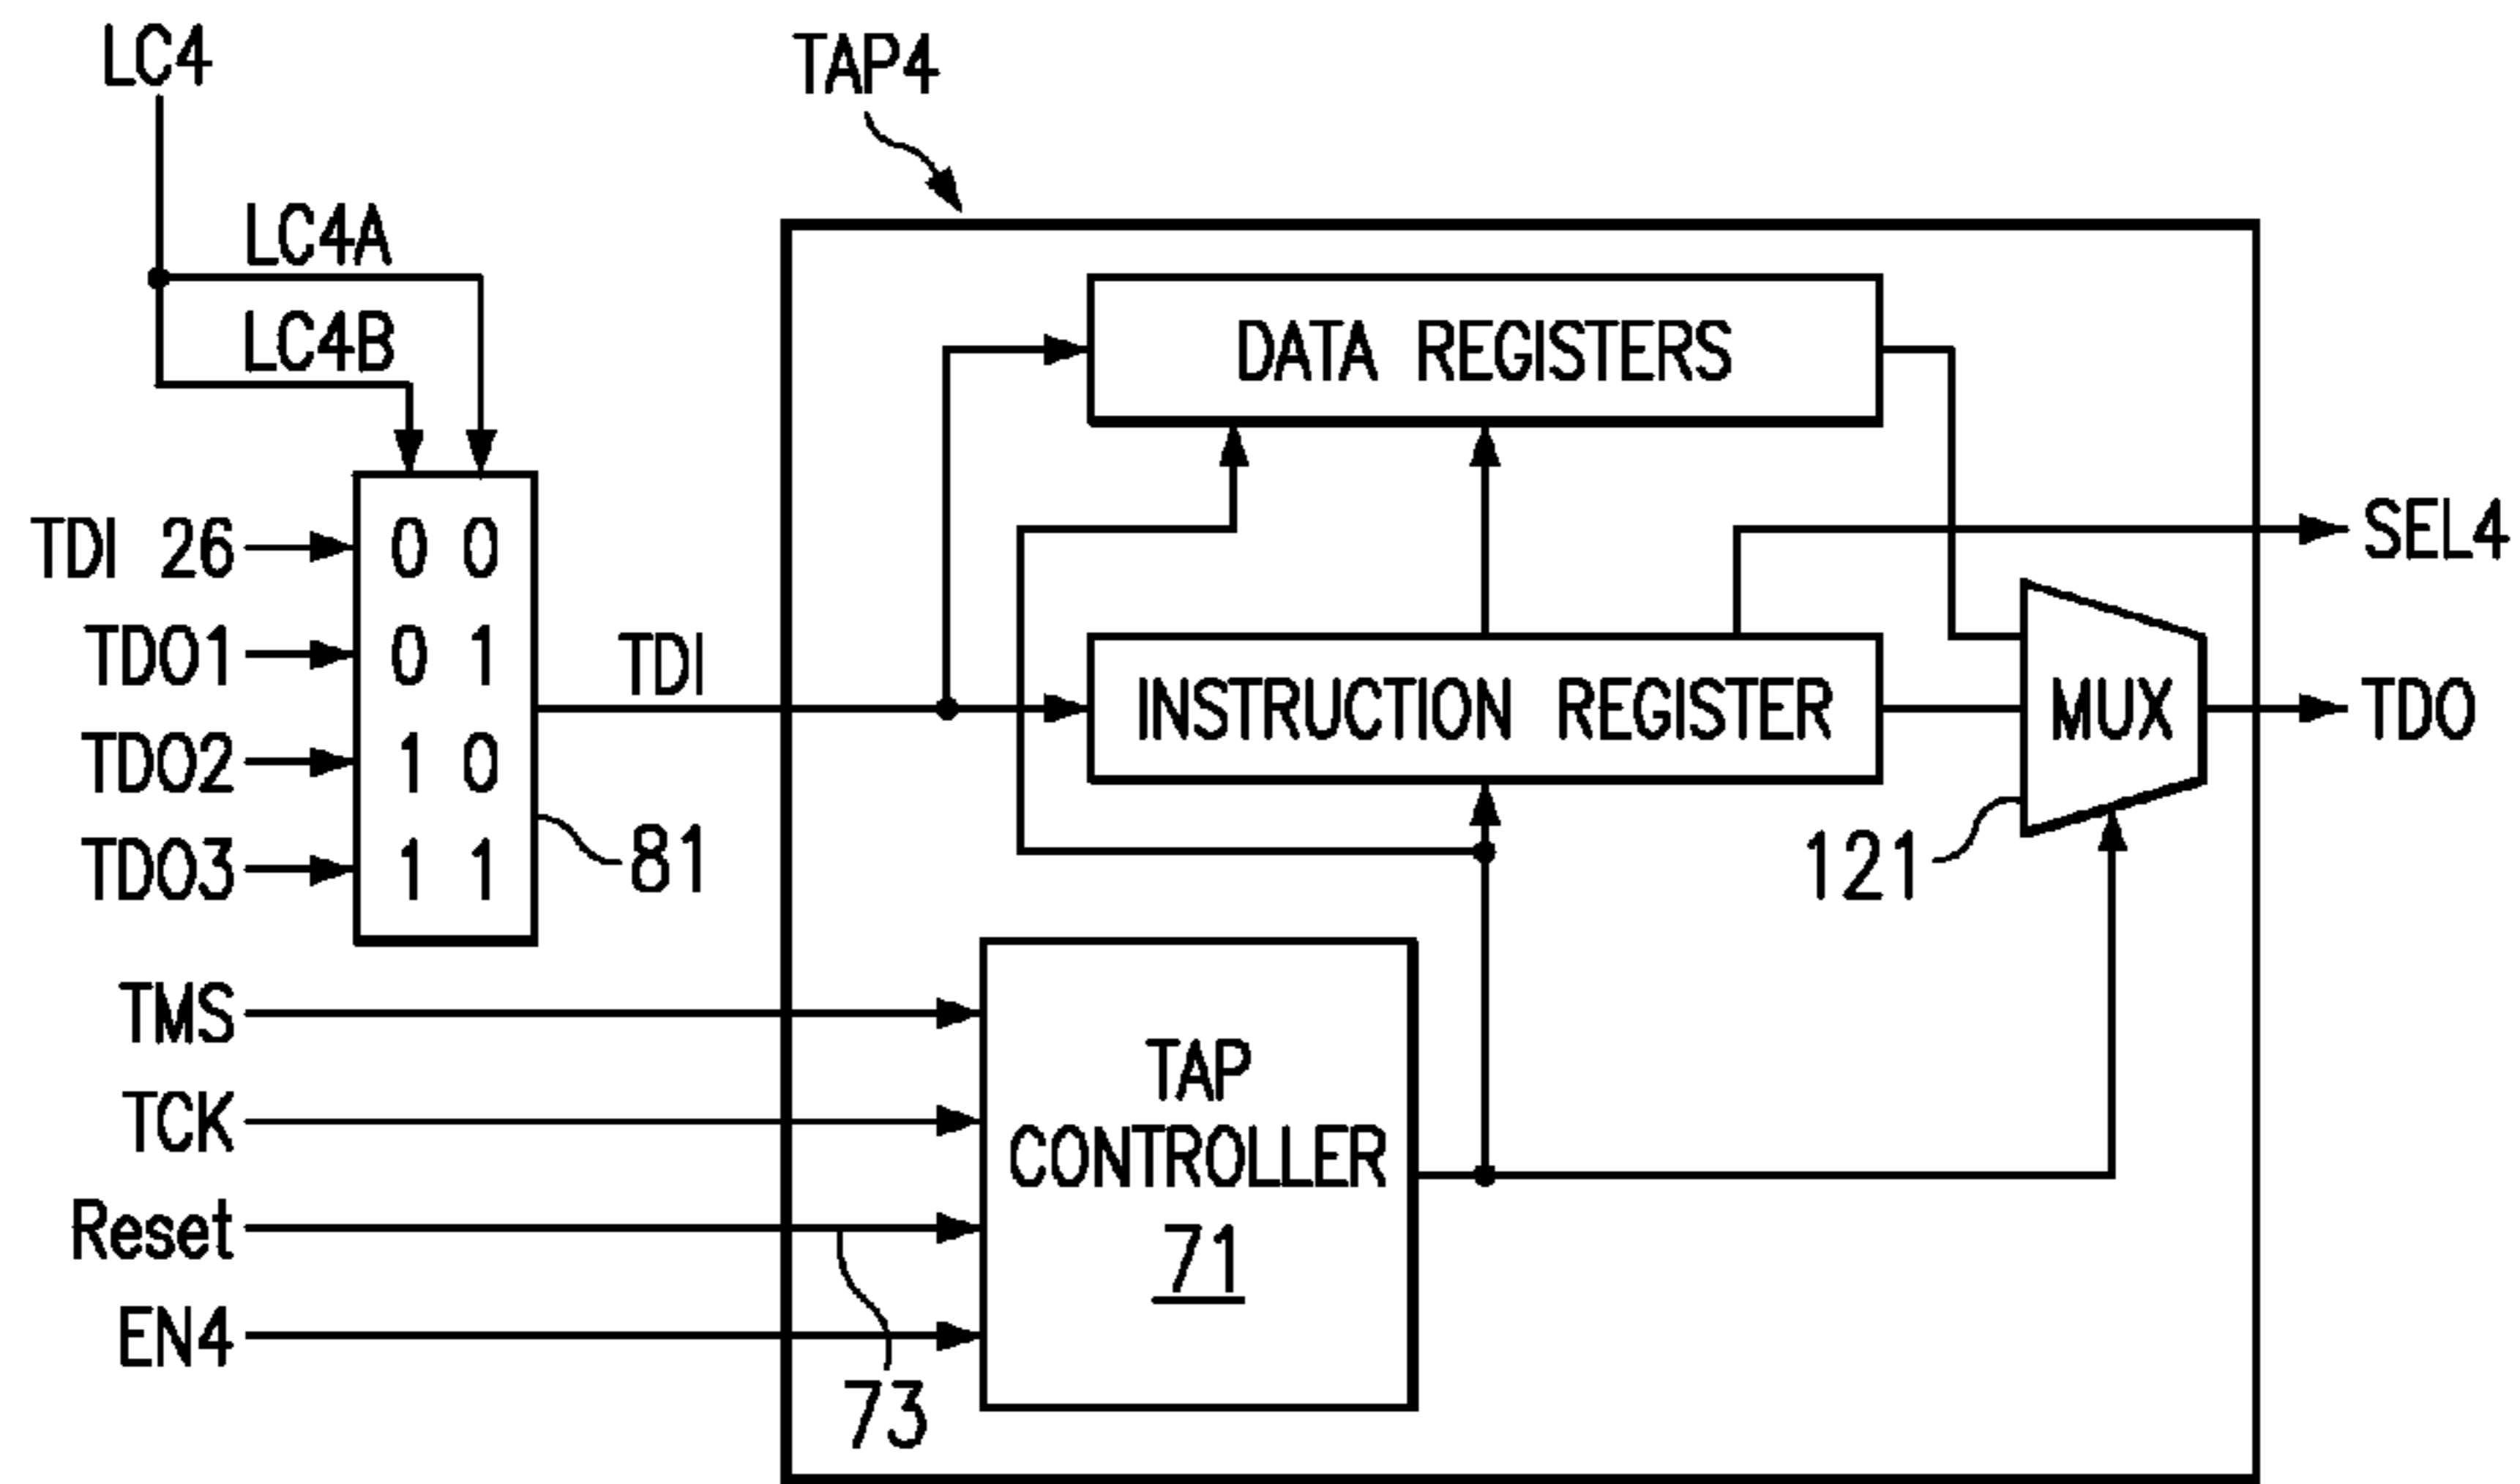 LC4
TAP4
LC4A
LC4B
DATA REGISTERS
TDI 26
0 0
SEL4
TDO1
0 1
TDI
INSTRUCTION REGISTER
MUX
TDO
TDO2
1 0
TDO3
1 1
81
121
TMS
TAP
CONTROLLER
71
TCK
Reset
EN4
73